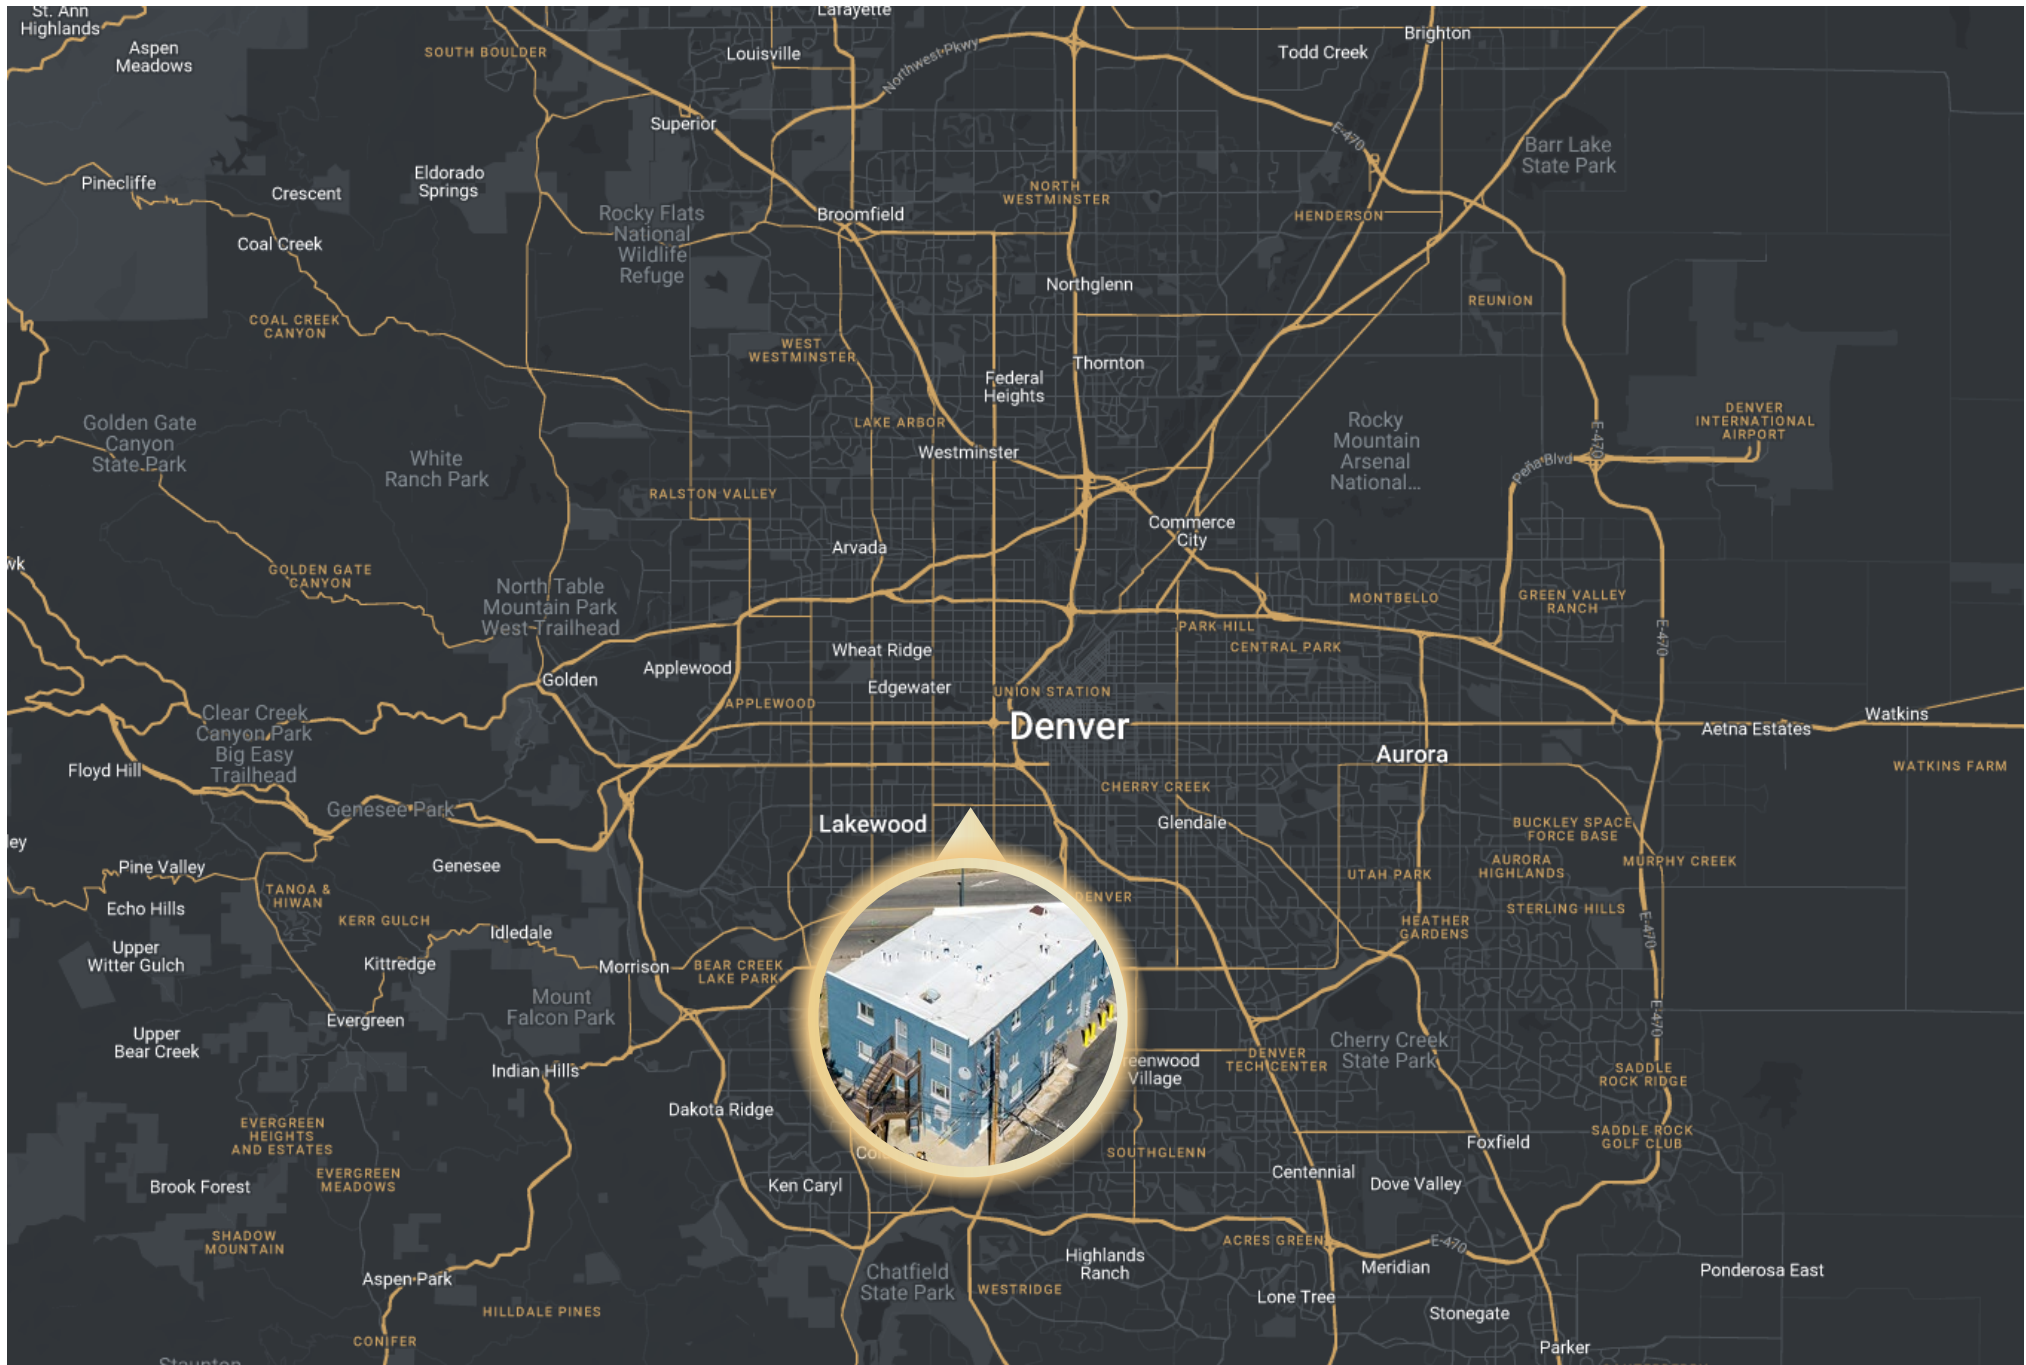 St. Ann
Highlands
Aspen
Meadows
SOUTH BOULDER
Louisville
Lafayette
Northwest Pkwy
Todd Creek
Brighton
Superior
E-470
Barr Lake
State Park
Pinecliffe
Crescent
Eldorado
Springs
Rocky Flats
National
Wildlife
Refuge
Broomfield
NORTH
WESTMINSTER
HENDERSON
Coal Creek
Northglenn
REUNION
COAL CREEK
CANYON
WEST
WESTMINSTER
Thornton
Federal
Heights
LAKE ARBOR
Westminster
Golden Gate
Canyon
State Park
White
Ranch Park
Rocky
Mountain
Arsenal
National...
DENVER
INTERNATIONAL
AIRPORT
E-470
Peña Blvd
RALSTON VALLEY
Commerce
City
Arvada
wk
GOLDEN GATE
CANYON
North Table
Mountain Park
West Trailhead
MONTBELLO
GREEN VALLEY
RANCH
PARK HILL
CENTRAL PARK
E-470
Wheat Ridge
Applewood
Golden
Edgewater
UNION STATION
APPLEWOOD
Denver
Clear Creek
Canyon Park
Big Easy
Trailhead
Floyd Hill
Aurora
Aetna Estates
Watkins
WATKINS FARM
CHERRY CREEK
Genesee Park
Lakewood
Glendale
BUCKLEY SPACE
FORCE BASE
ley
Pine Valley
Genesee
AURORA
HIGHLANDS
MURPHY CREEK
UTAH PARK
TANOA &
HIWAN
DENVER
Echo Hills
KERR GULCH
STERLING HILLS
Idledale
HEATHER
GARDENS
E-470
Upper
Witter Gulch
Kittredge
Morrison
BEAR CREEK
LAKE PARK
Mount
Falcon Park
Evergreen
E-470
Upper
Bear Creek
Cherry Creek
State Park
Indian Hills
reenwood
Village
DENVER
TECH CENTER
SADDLE
ROCK RIDGE
Dakota Ridge
EVERGREEN
HEIGHTS
AND ESTATES
SADDLE ROCK
GOLF CLUB
Foxfield
Co
SOUTHGLENN
EVERGREEN
MEADOWS
Brook Forest
Ken Caryl
Centennial
Dove Valley
SHADOW
MOUNTAIN
ACRES GREEN
E-470
Highlands
Ranch
Meridian
Aspen Park
Chatfield
State Park
WESTRIDGE
Ponderosa East
Lone Tree
HILLDALE PINES
Stonegate
CONIFER
Parker
Staunton